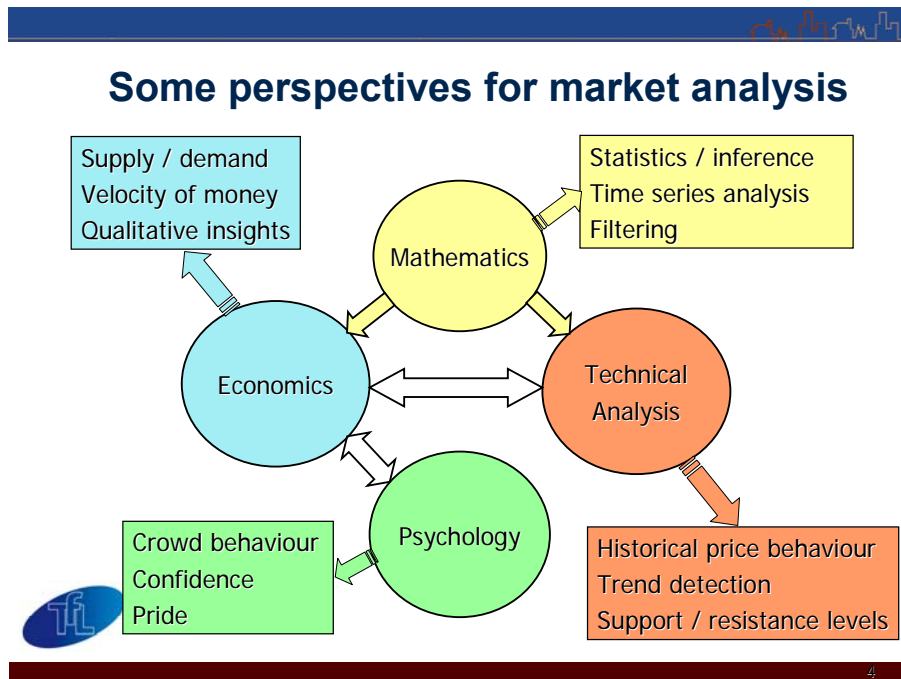 Some perspectives for market analysis
Supply / demand
Velocity of money
Qualitative insights
Statistics / inference
Time series analysis
Filtering
Mathematics
Economics
Technical
Analysis
Psychology
Crowd behaviour
Confidence
Pride
Historical price behaviour
Trend detection
Support / resistance levels
TfL
4